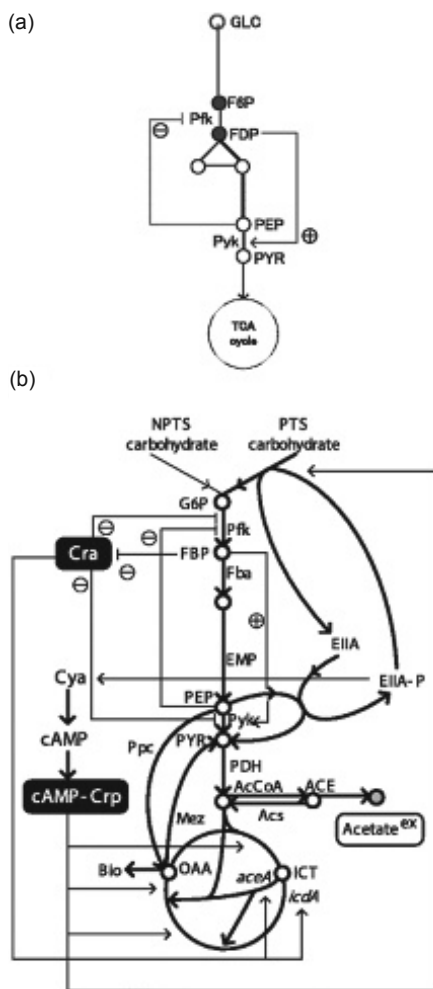 (a)
GLC
F6P
Pfk
⊖
FDP
PEP
⊕
Pyk
PYR
TCA
cycle
(b)
NPTS
carbohydrate
PTS
carbohydrate
G6P
⊖
⊖
Pfk
Cra
FBP
⊖
⊖
Fba
⊕
EIIA
EMP
EIIA-P
Cya
PEP
Pyk
cAMP
Ppc
PYR
PDH
cAMP-Crp
AcCoA
ACE
Mez
Acs
Acetate ex
Bio
OAA
aceA
ICT
icdA